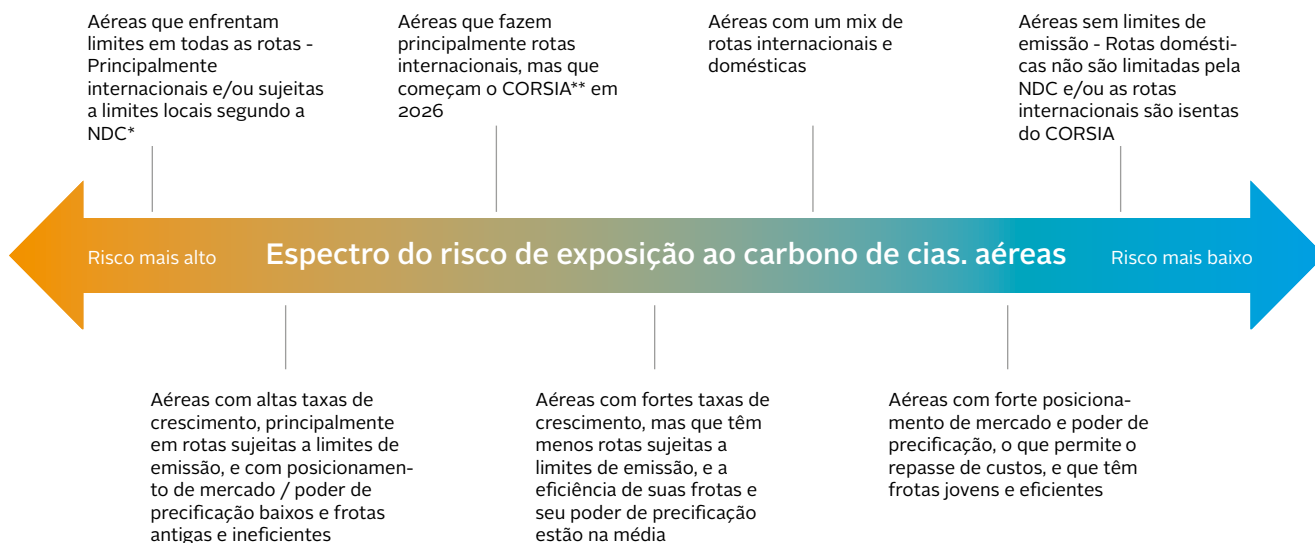 Aéreas que enfrentam
limites em todas as rotas -
Principalmente
internacionais e/ou sujeitas
a limites locais segundo a
NDC*
Aéreas que fazem
principalmente rotas
internacionais, mas que
começam o CORSIA** em
2026
Aéreas com um mix de
rotas internacionais e
domésticas
Aéreas sem limites de
emissão - Rotas domésti-
cas não são limitadas pela
NDC e/ou as rotas
internacionais são isentas
do CORSIA
Risco mais alto
Espectro do risco de exposição ao carbono de cias. aéreas
Risco mais baixo
Aéreas com altas taxas de
crescimento, principalmente
em rotas sujeitas a limites de
emissão, e com posicionamen-
to de mercado / poder de
precificação baixos e frotas
antigas e ineficientes
Aéreas com fortes taxas de
crescimento, mas que têm
menos rotas sujeitas a
limites de emissão, e a
eficiência de suas frotas e
seu poder de precificação
estão na média
Aéreas com forte posiciona-
mento de mercado e poder de
precificação, o que permite o
repasse de custos, e que têm
frotas jovens e eficientes